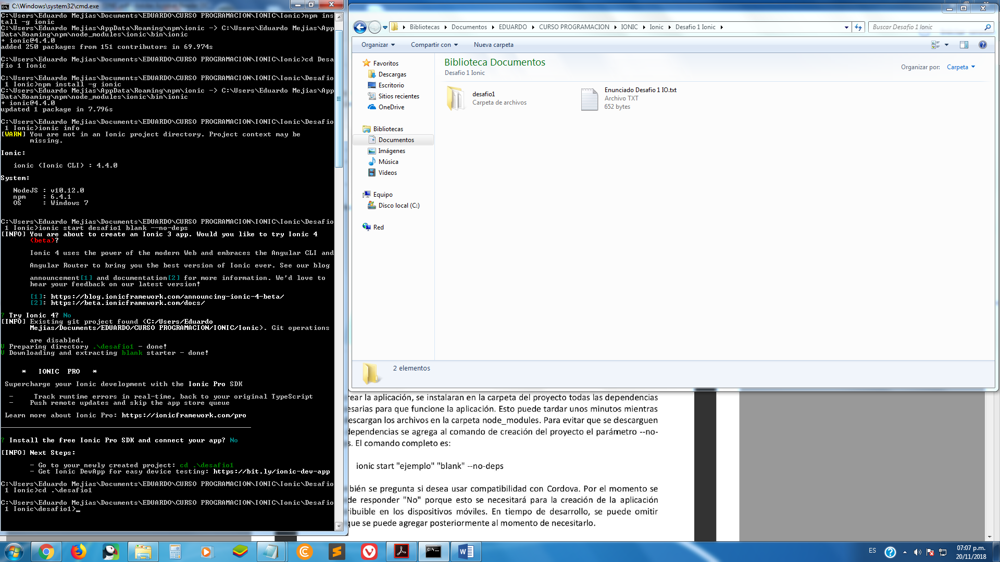 C:\Windows\system32\cmd.exe
C:\Users\Eduardo Mejias\Documents\EDUARDO\CURSO PROGRAMACION\IONIC\Ionic>npm ins
tall -g ionic
C:\Users\Eduardo Mejias\AppData\Roaming\npm\ionic -> C:\Users\Eduardo Mejias\App
Data\Roaming\npm\node_modules\ionic\bin\ionic
+ ionic@4.4.0
added 250 packages from 151 contributors in 69.974s
C:\Users\Eduardo Mejias\Documents\EDUARDO\CURSO PROGRAMACION\IONIC\Ionic>cd Desa
fio 1 Ionic
C:\Users\Eduardo Mejias\Documents\EDUARDO\CURSO PROGRAMACION\IONIC\Ionic\Desafio
 1 Ionic>npm install -g ionic
C:\Users\Eduardo Mejias\AppData\Roaming\npm\ionic -> C:\Users\Eduardo Mejias\App
Data\Roaming\npm\node_modules\ionic\bin\ionic
+ ionic@4.4.0
updated 1 package in 7.796s
C:\Users\Eduardo Mejias\Documents\EDUARDO\CURSO PROGRAMACION\IONIC\Ionic\Desafio
 1 Ionic>ionic info
[WARN] You are not in an Ionic project directory. Project context may be
missing.
Ionic:
ionic (Ionic CLI) : 4.4.0
System:
NodeJS : v10.12.0
npm : 6.4.1
OS : Windows 7
C:\Users\Eduardo Mejias\Documents\EDUARDO\CURSO PROGRAMACION\IONIC\Ionic\Desafio
 1 Ionic>ionic start desafio1 blank --no-deps
[INFO] You are about to create an Ionic 3 app. Would you like to try Ionic 4
(beta)?
Ionic 4 uses the power of the modern Web and embraces the Angular CLI and
Angular Router to bring you the best version of Ionic ever. See our blog
announcement[1] and documentation[2] for more information. We'd love to
hear your feedback on our latest version!
[1]: https://blog.ionicframework.com/announcing-ionic-4-beta/
[2]: https://beta.ionicframework.com/docs/
? Try Ionic 4? No
[INFO] Existing git project found (C:/Users/Eduardo
Mejias/Documents/EDUARDO/CURSO PROGRAMACION/IONIC/Ionic). Git operations
are disabled.
V Preparing directory .\desafio1 - done!
V Downloading and extracting blank starter - done!
* IONIC PRO *
Supercharge your Ionic development with the Ionic Pro SDK
- Track runtime errors in real-time, back to your original TypeScript
- Push remote updates and skip the app store queue
Learn more about Ionic Pro: https://ionicframework.com/pro
? Install the free Ionic Pro SDK and connect your app? No
[INFO] Next Steps:
- Go to your newly created project: cd .\desafio1
- Get Ionic DevApp for easy device testing: https://bit.ly/ionic-dev-app
C:\Users\Eduardo Mejias\Documents\EDUARDO\CURSO PROGRAMACION\IONIC\Ionic\Desafio
 1 Ionic>cd .\desafio1
C:\Users\Eduardo Mejias\Documents\EDUARDO\CURSO PROGRAMACION\IONIC\Ionic\Desafio
 1 Ionic\desafio1>_
Bibliotecas Documentos EDUARDO CURSO PROGRAMACION IONIC Ionic Desafio 1 Ionic
Buscar Desafio 1 Ionic
Organizar Compartir con Nueva carpeta
Favoritos
Descargas
Escritorio
Sitios recientes
OneDrive
Bibliotecas
Documentos
Imágenes
Música
Vídeos
Equipo
Disco local (C:)
Red
Biblioteca Documentos
Desafio 1 Ionic
Organizar por: Carpeta
desafio1
Carpeta de archivos
Enunciado Desafio 1 IO.txt
Archivo TXT
652 bytes
2 elementos
rear la aplicación, se instalaran en la carpeta del proyecto todas las dependencias
esarias para que funcione la aplicación. Esto puede tardar unos minutos mientras
escargan los archivos en la carpeta node_modules. Para evitar que se descarguen
dependencias se agrega al comando de creación del proyecto el parámetro --no-
s. El comando completo es:
ionic start "ejemplo" "blank" --no-deps
bién se pregunta si desea usar compatibilidad con Cordova. Por el momento se
de responder "No" porque esto se necesitará para la creación de la aplicación
ribuible en los dispositivos móviles. En tiempo de desarrollo, se puede omitir
que se puede agregar posteriormente al momento de necesitarlo.
ES
07:07 p.m.
20/11/2018